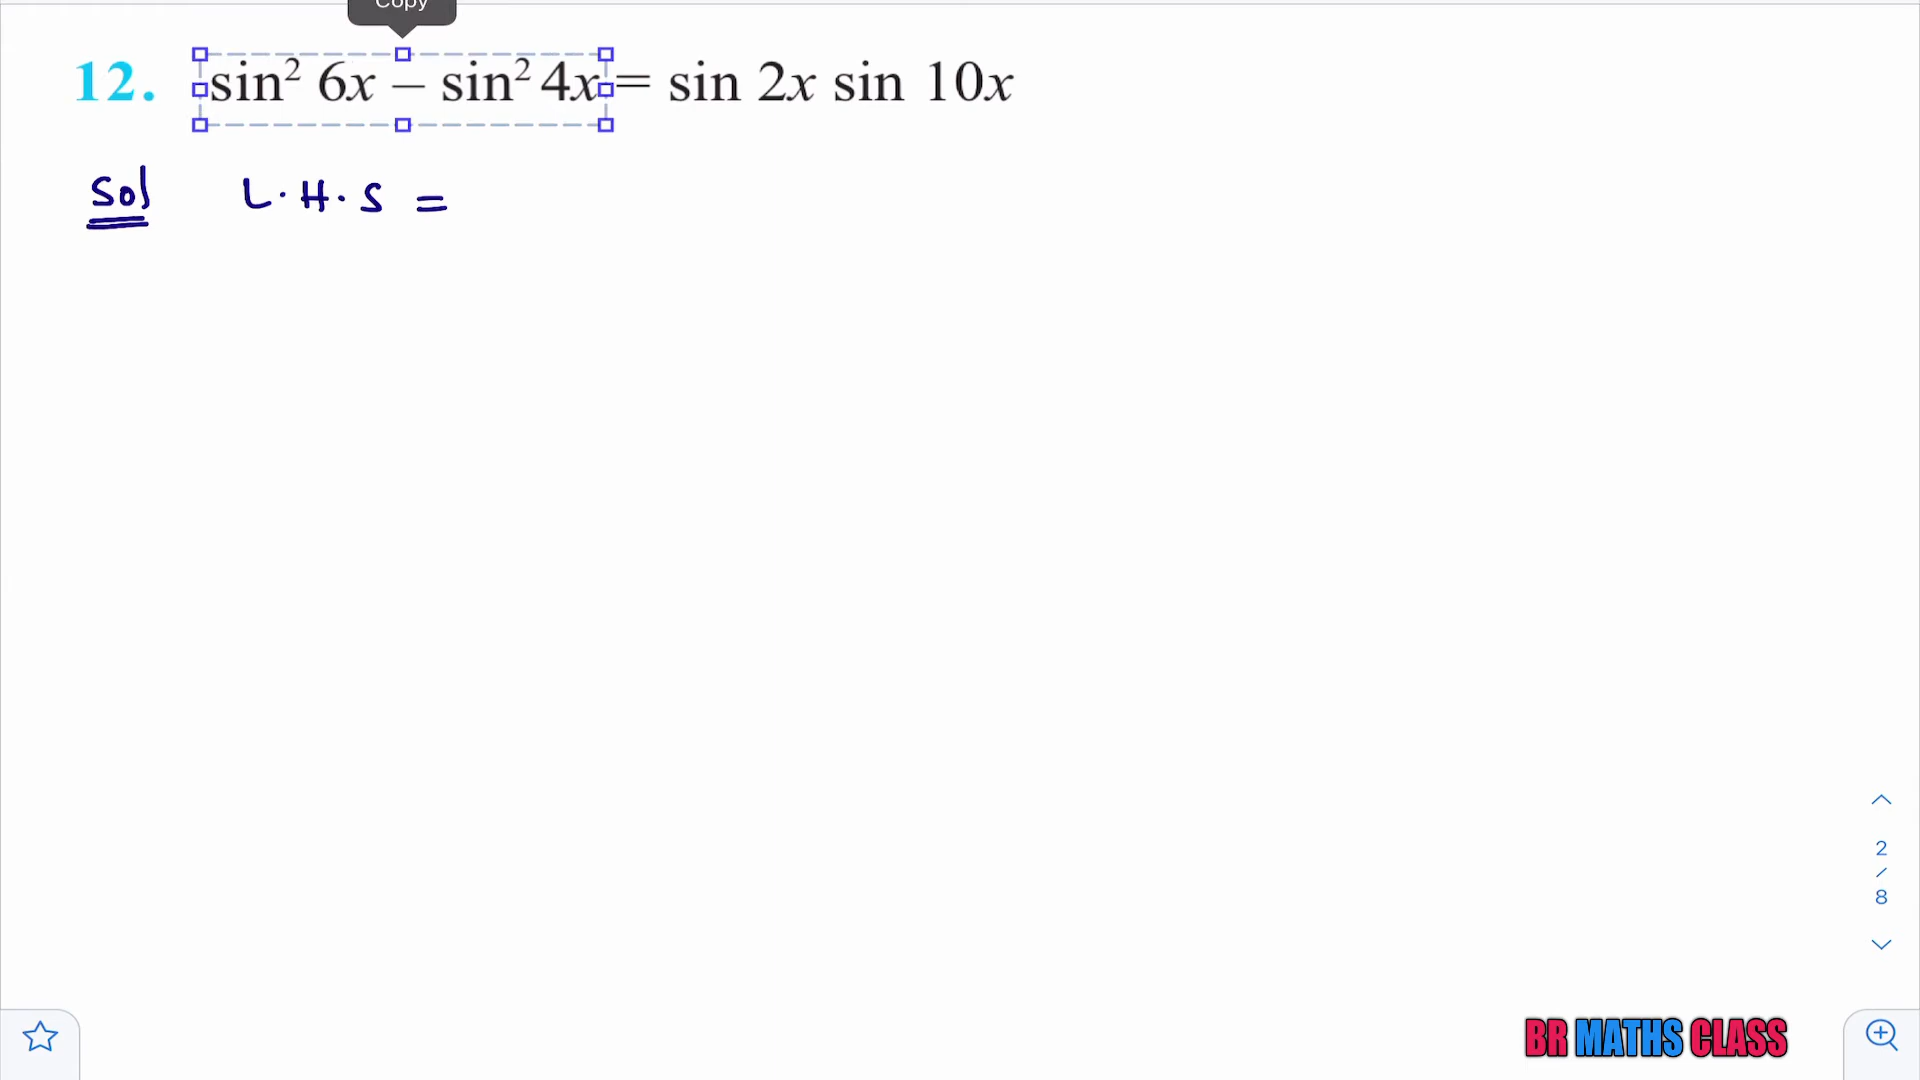 Copy
12. sin² 6x – sin² 4x = sin 2x sin 10x
Sol L.H.S =
2
/
8
BR MATHS CLASS